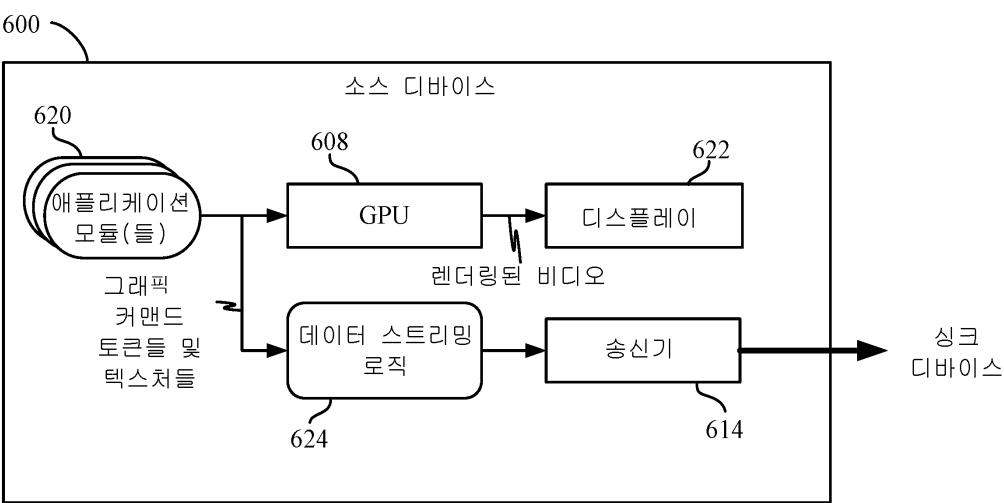 600
소스 디바이스
620
608
622
애플리케이션
모듈(들)
GPU
디스플레이
렌더링된 비디오
그래픽
커맨드
토큰들 및
텍스처들
데이터 스트리밍
로직
송신기
싱크
디바이스
624
614